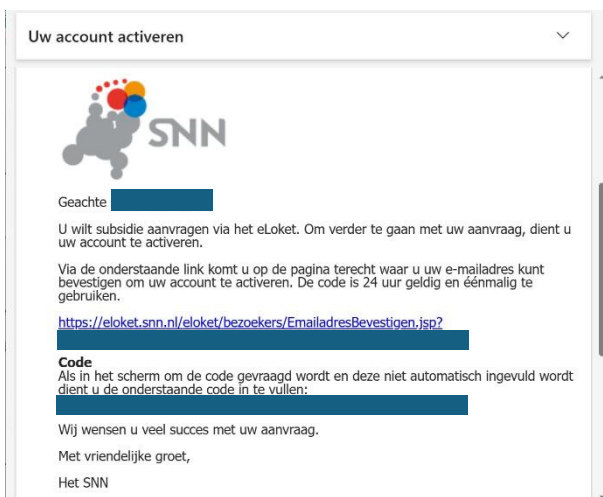 Uw account activeren
1
SNN
Geachte
U wilt subsidie aanvragen via het eLoket. Om verder te gaan met uw aanvraag, dient u
uw account te activeren.
Via de onderstaande link komt u op de pagina terecht waar u uw e-mailadres kunt
bevestigen om uw account te activeren. De code is 24 uur geldig en éénmalig te
gebruiken.
https://eloket.snn.nl/eloket/bezoekers/EmailadresBevestigen.jsp?
Code
Als in het scherm om de code gevraagd wordt en deze niet automatisch ingevuld wordt
dient u de onderstaande code in te vullen:
Wij wensen u veel succes met uw aanvraag.
Met vriendelijke groet,
Het SNN